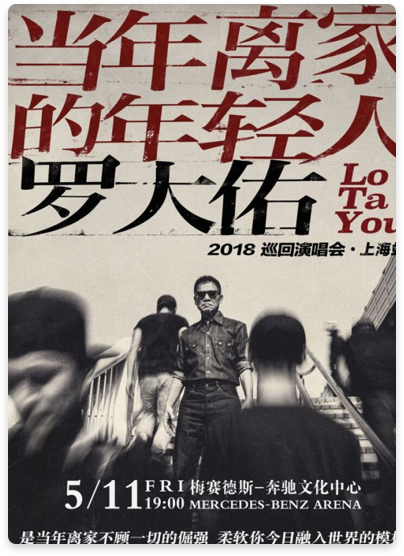 当年离家
的年轻人
罗大佑
Lo
Ta
You
2018 巡回演唱会·上海
5/11
FRI 梅赛德斯-奔驰文化中心
19:00 MERCEDES-BENZ ARENA
是当年离家不顾一切的倔强 柔软你今日融入世界的模